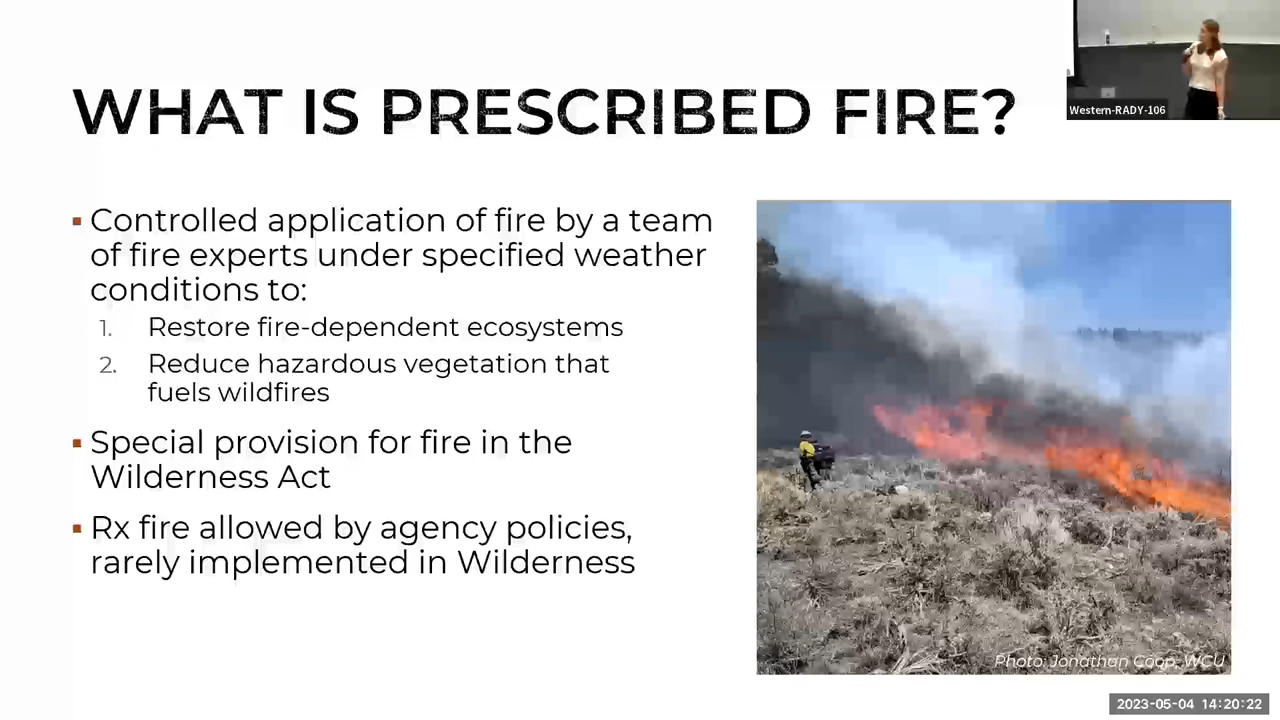 WHAT IS PRESCRIBED FIRE?
Western-RADY-106
▪ Controlled application of fire by a team
of fire experts under specified weather
conditions to:
1. Restore fire-dependent ecosystems
2. Reduce hazardous vegetation that
fuels wildfires
▪ Special provision for fire in the
Wilderness Act
▪ Rx fire allowed by agency policies,
rarely implemented in Wilderness
Photo: Jonathan Coop, WCU
2023-05-04 14:20:22